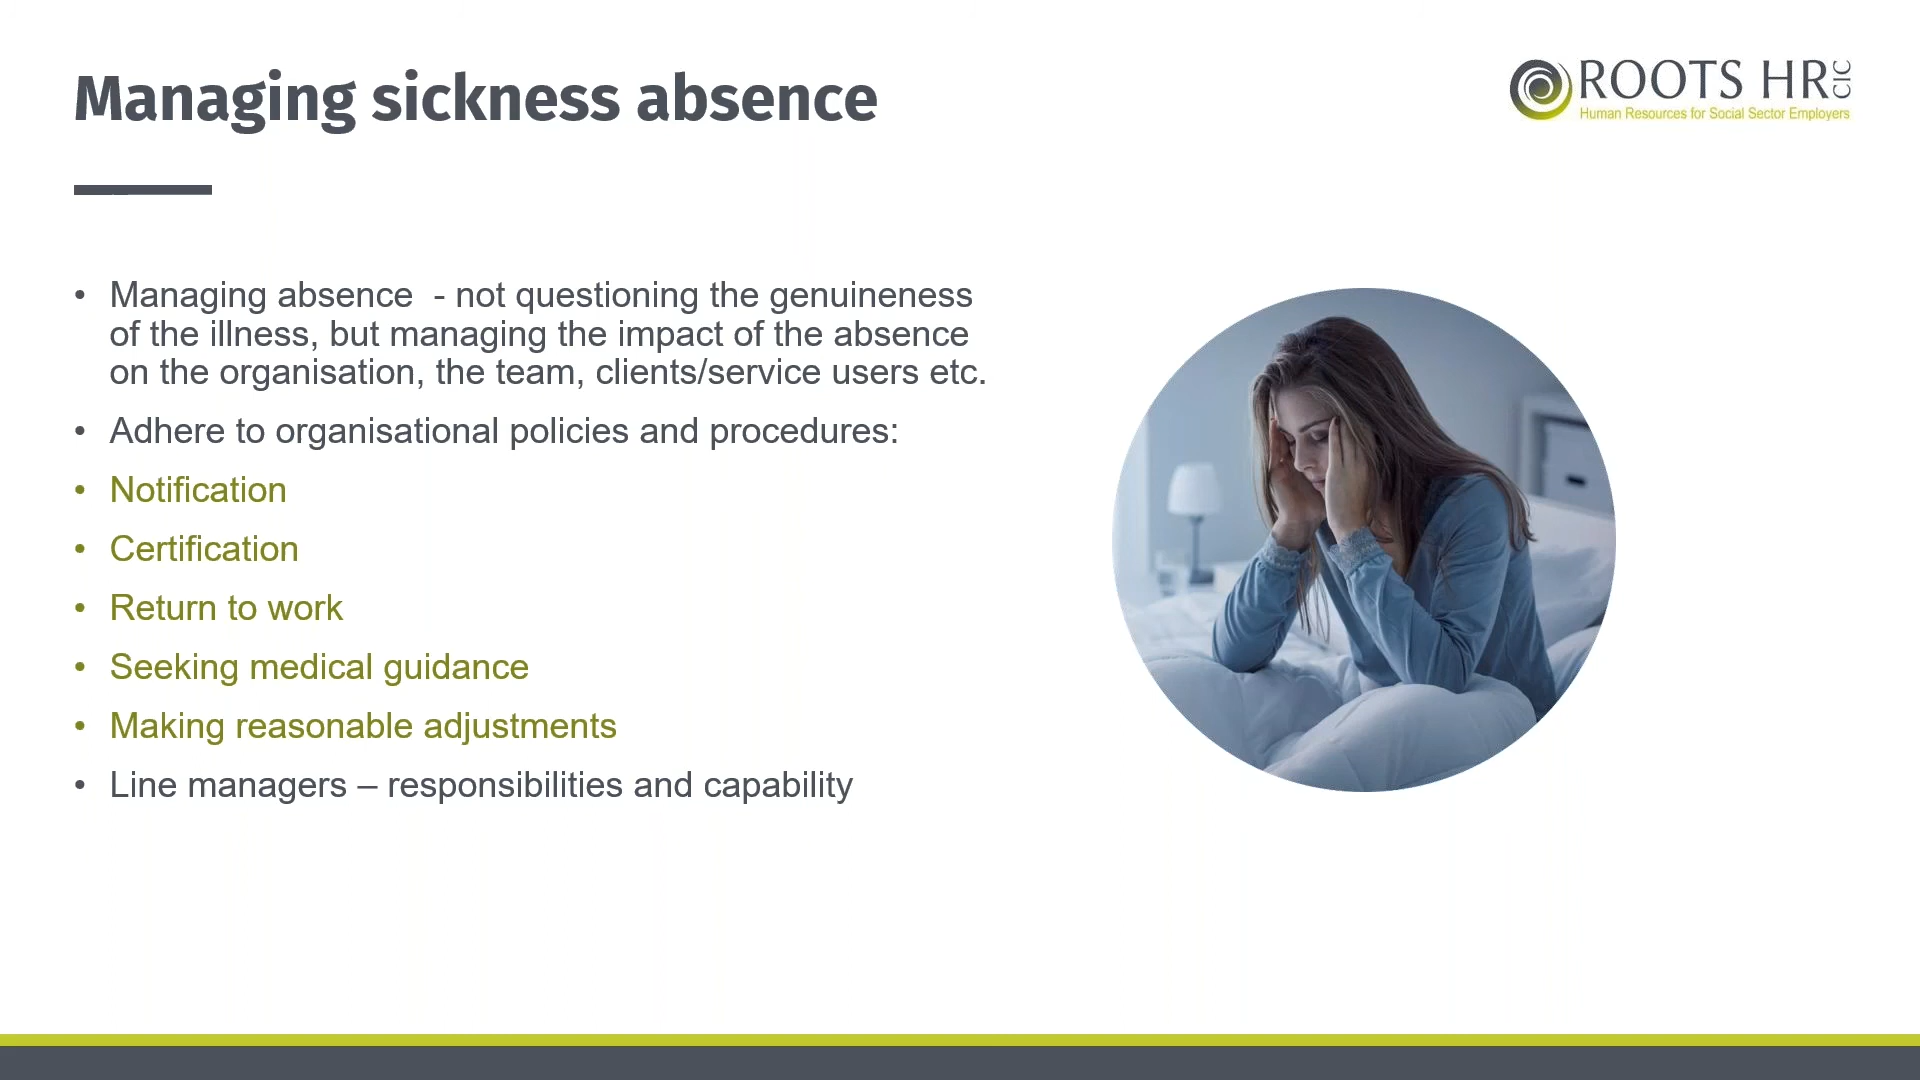 Managing sickness absence
ROOTS HR CIC
Human Resources for Social Sector Employers
• Managing absence  - not questioning the genuineness
of the illness, but managing the impact of the absence
on the organisation, the team, clients/service users etc.
• Adhere to organisational policies and procedures:
• Notification
• Certification
• Return to work
• Seeking medical guidance
• Making reasonable adjustments
• Line managers – responsibilities and capability